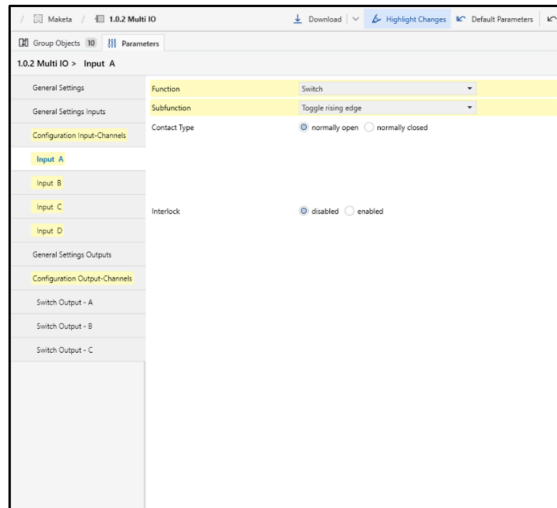 / Maketa / 1.0.2 Multi IO Download Highlight Changes Default Parameters
Group Objects 10 Parameters
1.0.2 Multi IO > Input A
General Settings
Function Switch
General Settings Inputs
Subfunction Toggle rising edge
Configuration Input-Channels
Contact Type normally open normally closed
Input A
Input B
Input C
Interlock disabled enabled
Input D
General Settings Outputs
Configuration Output-Channels
Switch Output - A
Switch Output - B
Switch Output - C